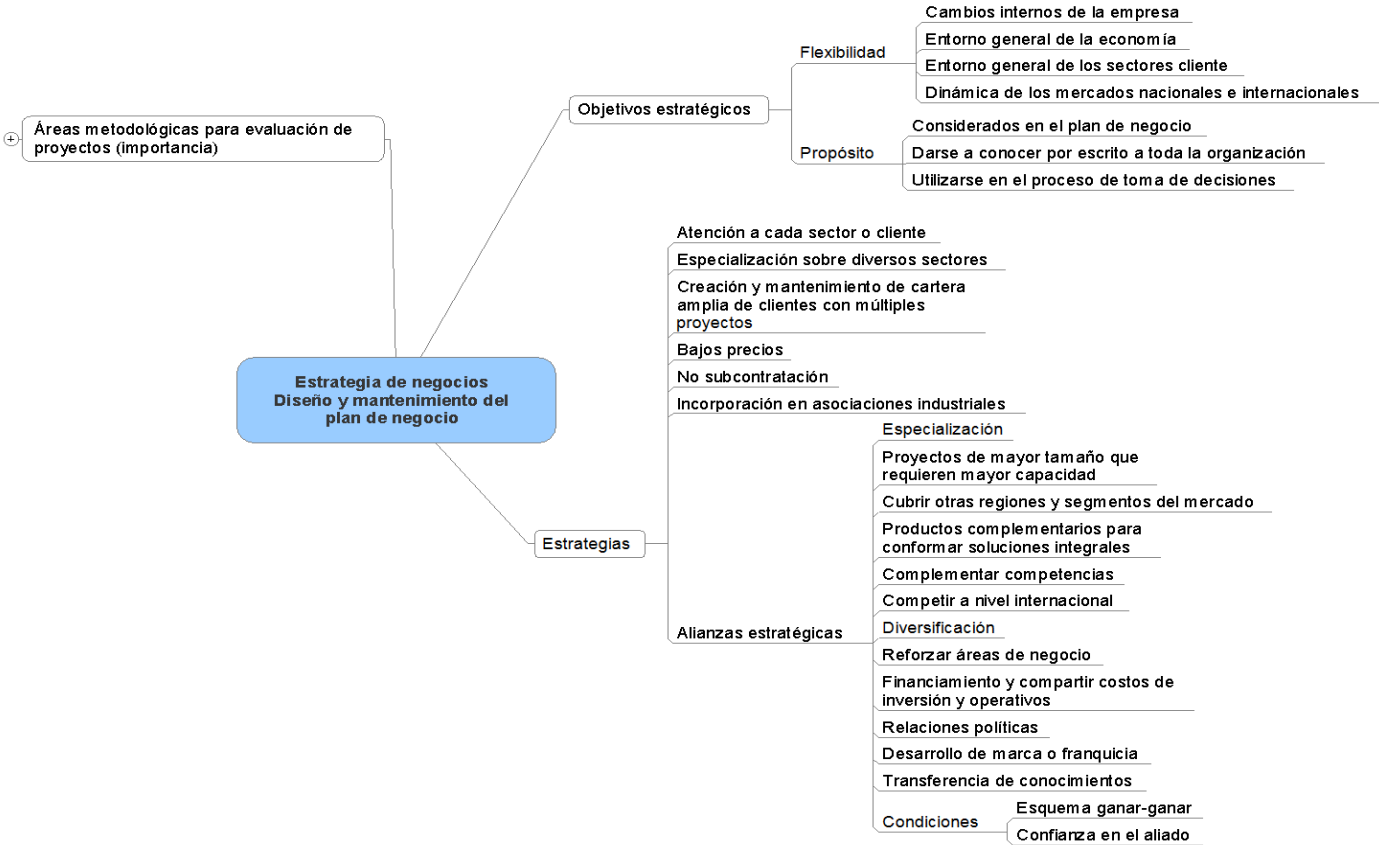 Áreas metodológicas para evaluación de
proyectos (importancia)
Estrategia de negocios
Diseño y mantenimiento del
plan de negocio
Objetivos estratégicos
Flexibilidad
Cambios internos de la empresa
Entorno general de la economía
Entorno general de los sectores cliente
Dinámica de los mercados nacionales e internacionales
Propósito
Considerados en el plan de negocio
Darse a conocer por escrito a toda la organización
Utilizarse en el proceso de toma de decisiones
Estrategias
Atención a cada sector o cliente
Especialización sobre diversos sectores
Creación y mantenimiento de cartera
amplia de clientes con múltiples
proyectos
Bajos precios
No subcontratación
Incorporación en asociaciones industriales
Alianzas estratégicas
Especialización
Proyectos de mayor tamaño que
requieren mayor capacidad
Cubrir otras regiones y segmentos del mercado
Productos complementarios para
conformar soluciones integrales
Complementar competencias
Competir a nivel internacional
Diversificación
Reforzar áreas de negocio
Financiamiento y compartir costos de
inversión y operativos
Relaciones políticas
Desarrollo de marca o franquicia
Transferencia de conocimientos
Condiciones
Esquema ganar-ganar
Confianza en el aliado